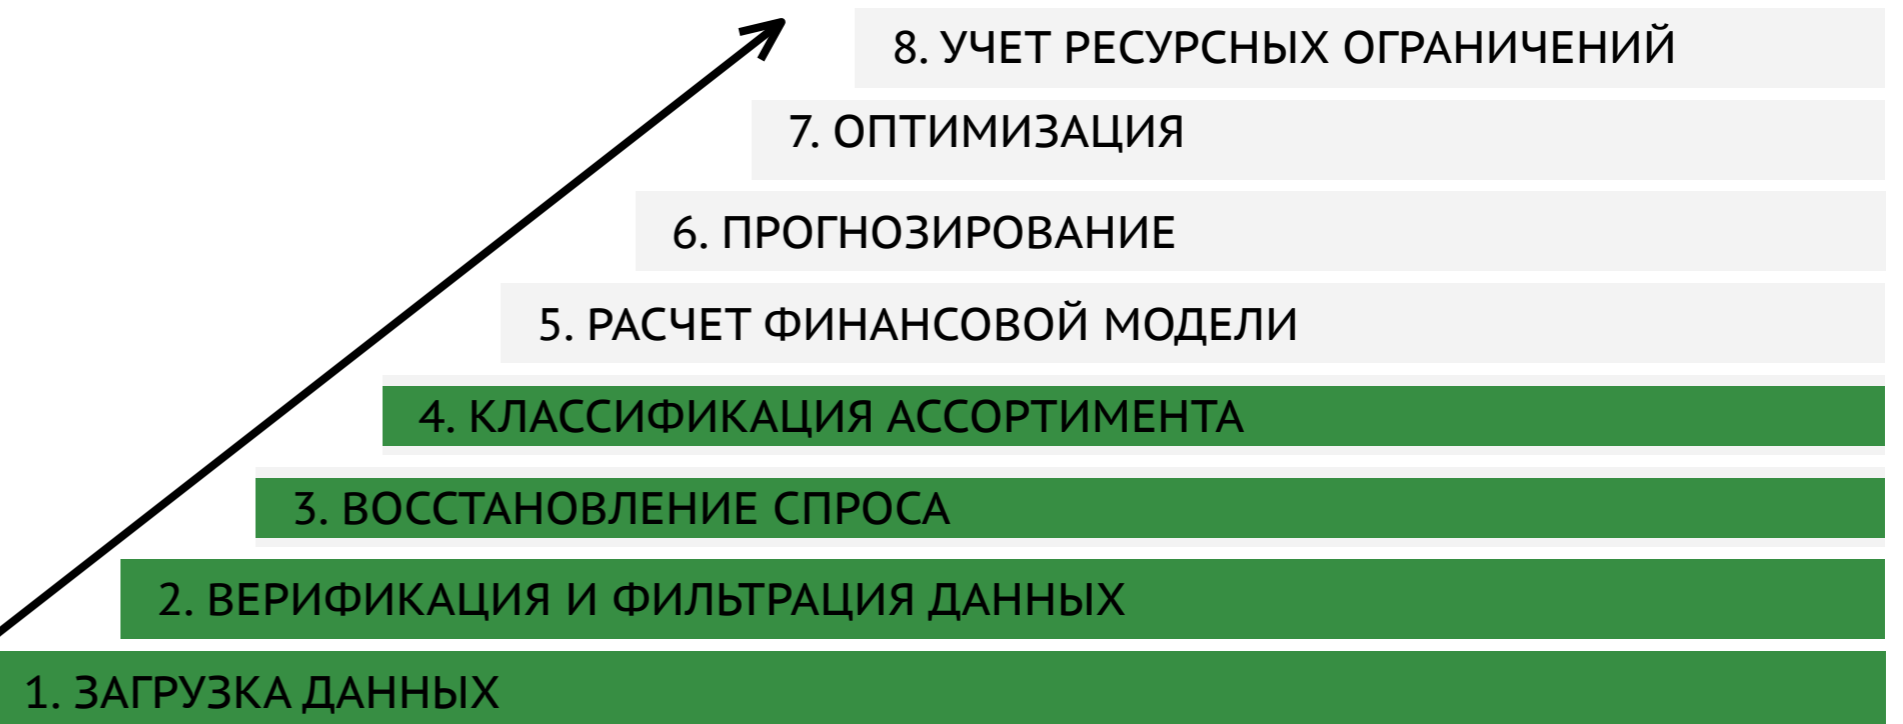 8. УЧЕТ РЕСУРСНЫХ ОГРАНИЧЕНИЙ
7. ОПТИМИЗАЦИЯ
6. ПРОГНОЗИРОВАНИЕ
5. РАСЧЕТ ФИНАНСОВОЙ МОДЕЛИ
4. КЛАССИФИКАЦИЯ АССОРТИМЕНТА
3. ВОССТАНОВЛЕНИЕ СПРОСА
2. ВЕРИФИКАЦИЯ И ФИЛЬТРАЦИЯ ДАННЫХ
1. ЗАГРУЗКА ДАННЫХ